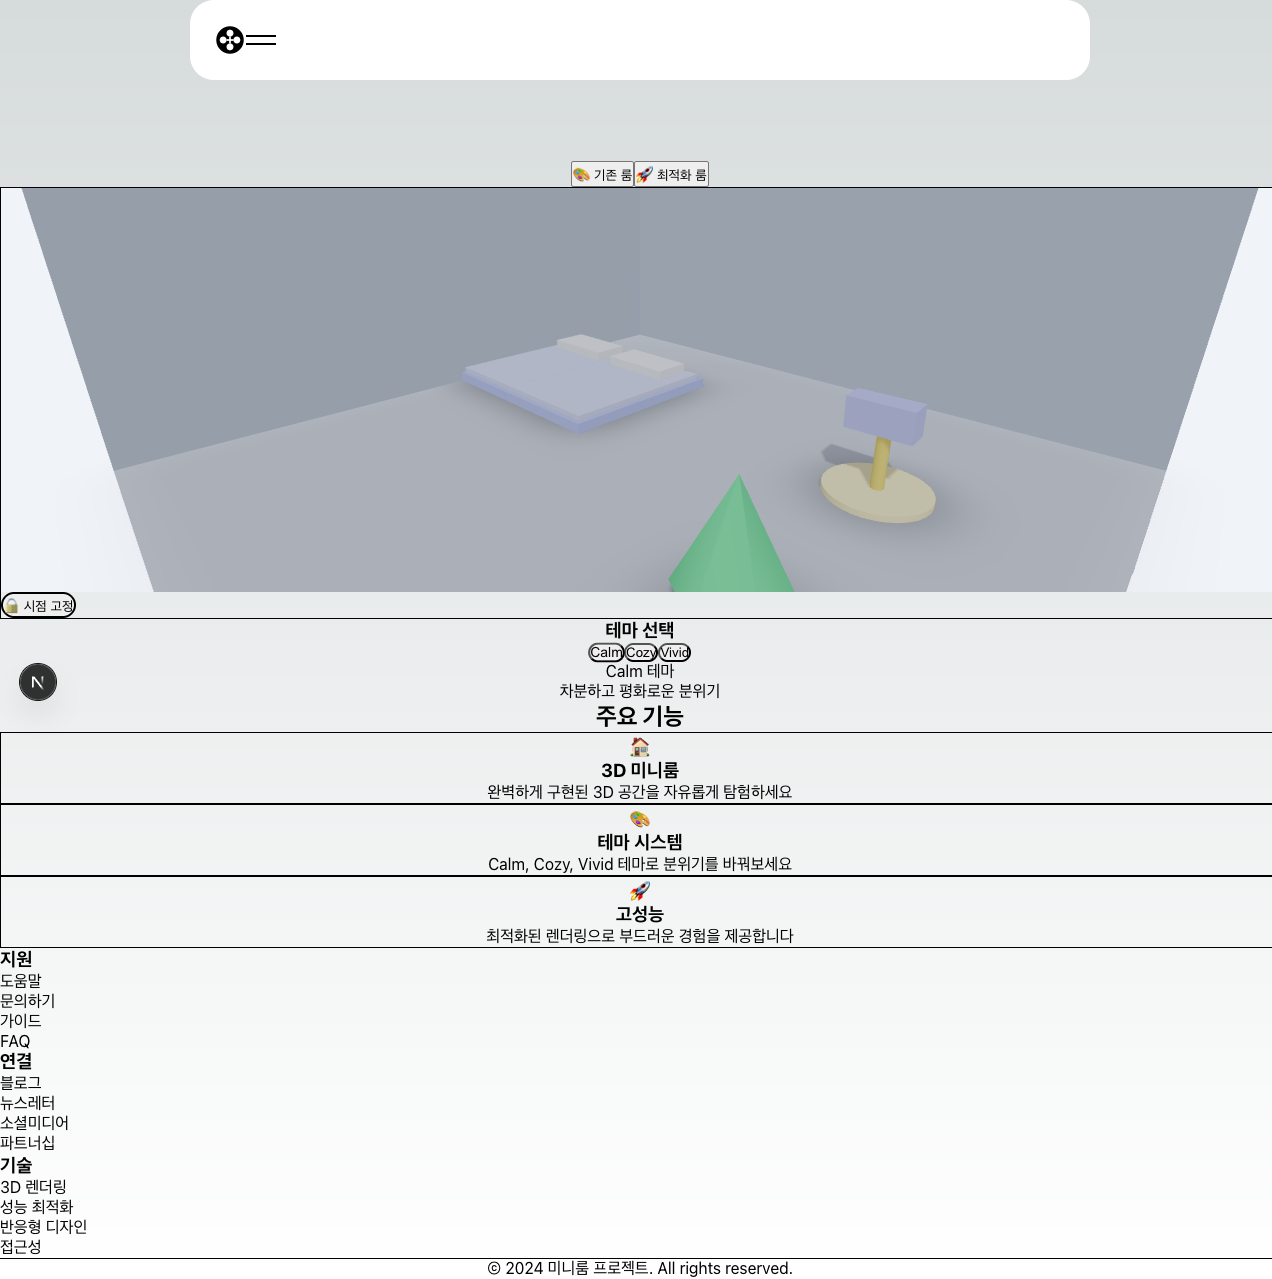 🎨 기존 룸 🚀 최적화 룸
🔒 시점 고정
테마 선택
Calm Cozy Vivid
Calm 테마
차분하고 평화로운 분위기
주요 기능
🏠
3D 미니룸
완벽하게 구현된 3D 공간을 자유롭게 탐험하세요
🎨
테마 시스템
Calm, Cozy, Vivid 테마로 분위기를 바꿔보세요
🚀
고성능
최적화된 렌더링으로 부드러운 경험을 제공합니다
지원
도움말
문의하기
가이드
FAQ
연결
블로그
뉴스레터
소셜미디어
파트너십
기술
3D 렌더링
성능 최적화
반응형 디자인
접근성
© 2024 미니룸 프로젝트. All rights reserved.
N